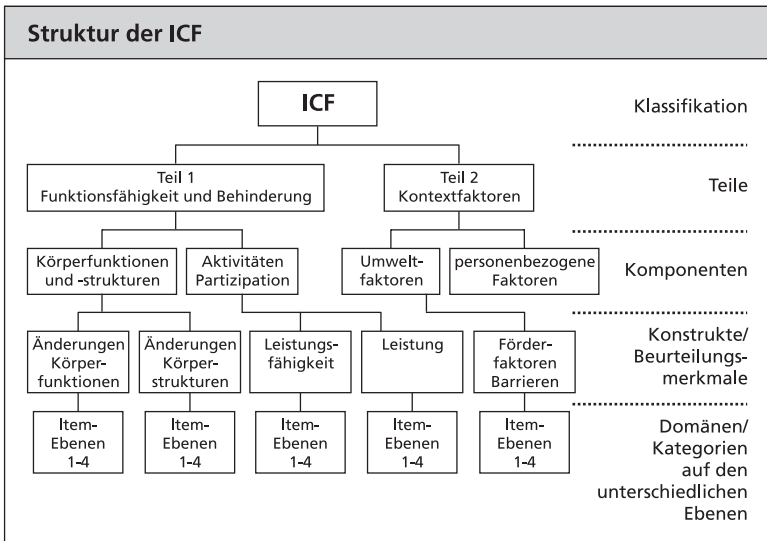 Struktur der ICF
ICF
Klassifikation
Teil 1
Funktionsfähigkeit und Behinderung
Teil 2
Kontextfaktoren
Teile
Körperfunktionen
und -strukturen
Aktivitäten
Partizipation
Umwelt-
faktoren
personenbezogene
Faktoren
Komponenten
Änderungen
Körper-
funktionen
Änderungen
Körper-
strukturen
Leistungs-
fähigkeit
Leistung
Förder-
faktoren
Barrieren
Konstrukte/
Beurteilungs-
merkmale
Item-
Ebenen
1-4
Item-
Ebenen
1-4
Item-
Ebenen
1-4
Item-
Ebenen
1-4
Item-
Ebenen
1-4
Domänen/
Kategorien
auf den
unterschiedlichen
Ebenen